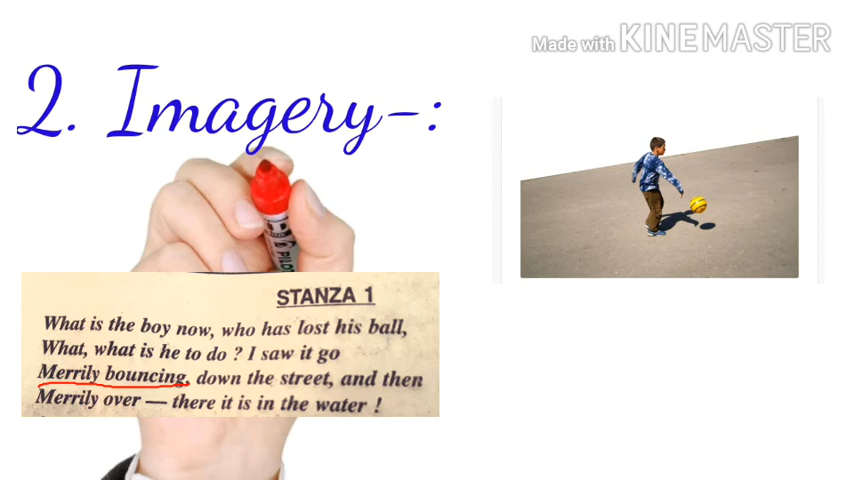 Made with KINEMASTER
2. Imagery-:
PILO
STANZA 1
What is the boy now, who has lost his ball,
What, what is he to do ? I saw it go
Merrily bouncing, down the street, and then
Merrily over — there it is in the water !